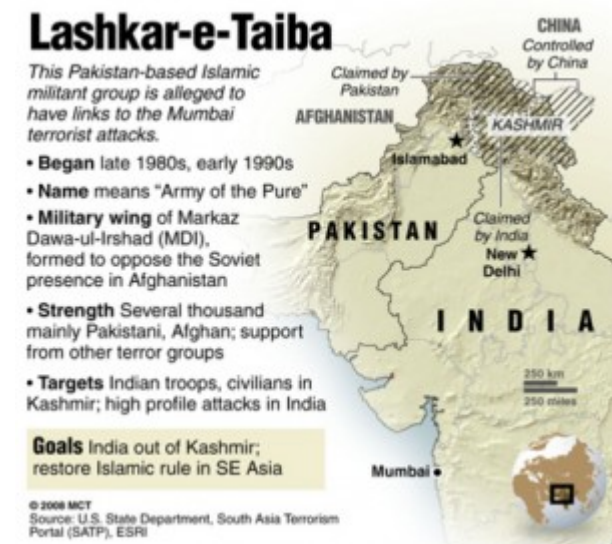 Lashkar-e-Taiba
This Pakistan-based Islamic
militant group is alleged to
have links to the Mumbai
terrorist attacks.
• Began late 1980s, early 1990s
• Name means “Army of the Pure”
• Military wing of Markaz
Dawa-ul-Irshad (MDI),
formed to oppose the Soviet
presence in Afghanistan
• Strength Several thousand
mainly Pakistani, Afghan; support
from other terror groups
• Targets Indian troops, civilians in
Kashmir; high profile attacks in India
Goals India out of Kashmir;
restore Islamic rule in SE Asia
© 2008 MCT
Source: U.S. State Department, South Asia Terrorism
Portal (SATP), ESRI
CHINA
Controlled
by China
Claimed by
Pakistan
AFGHANISTAN
KASHMIR
Islamabad
PAKISTAN
Claimed
by India
New
Delhi
INDIA
250 km
250 miles
Mumbai